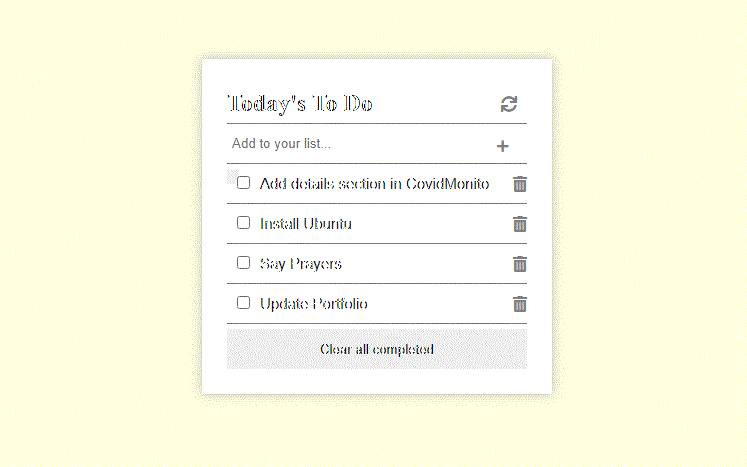 Today's To Do
Add to your list...
Add details section in CovidMonito
Install Ubuntu
Say Prayers
Update Portfolio
Clear all completed